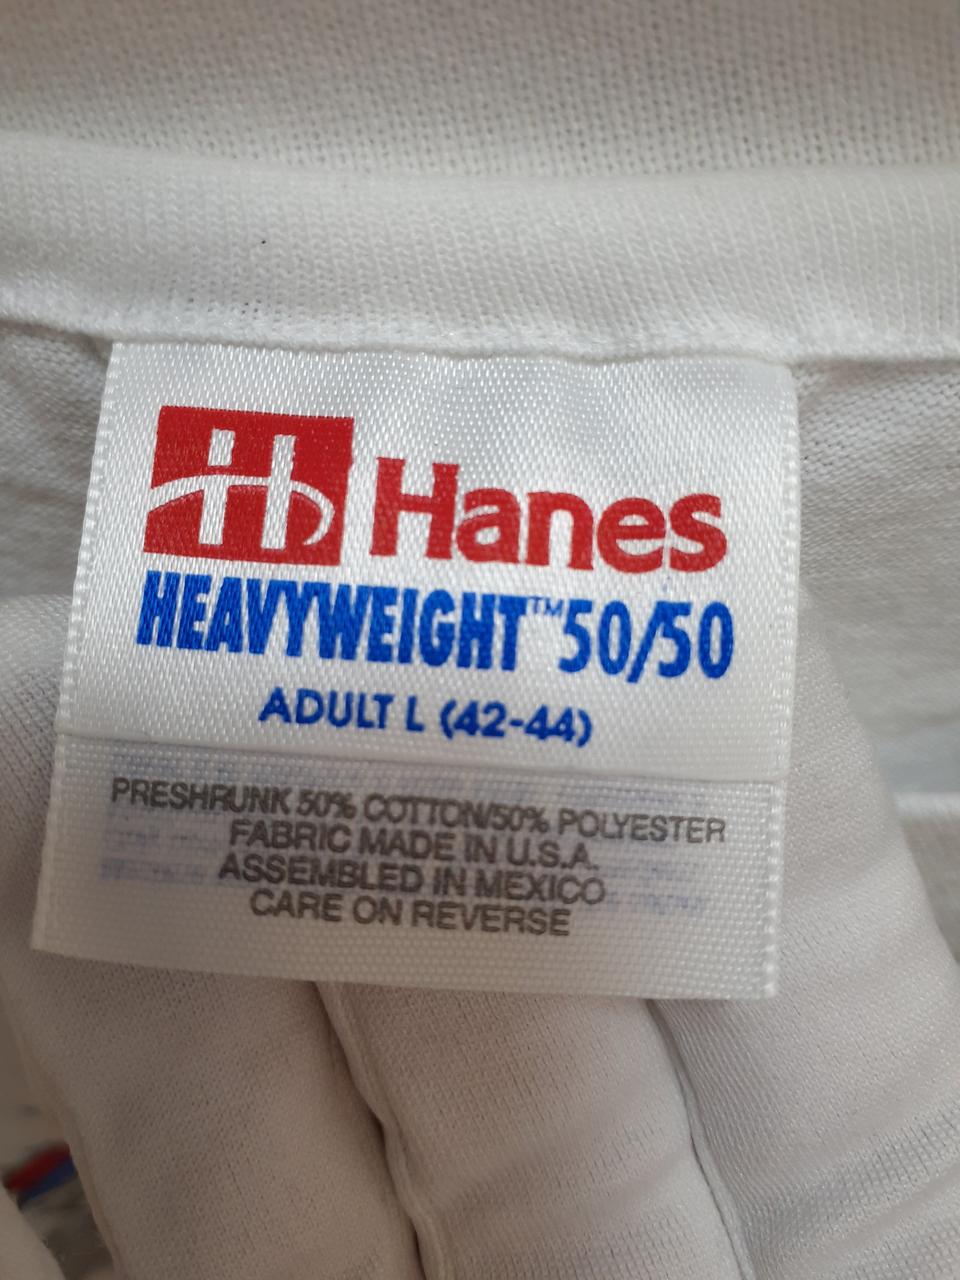 H Hanes
HEAVYWEIGHT™ 50/50
ADULT L (42-44)
PRESHRUNK 50% COTTON/50% POLYESTER
FABRIC MADE IN U.S.A.
ASSEMBLED IN MEXICO
CARE ON REVERSE